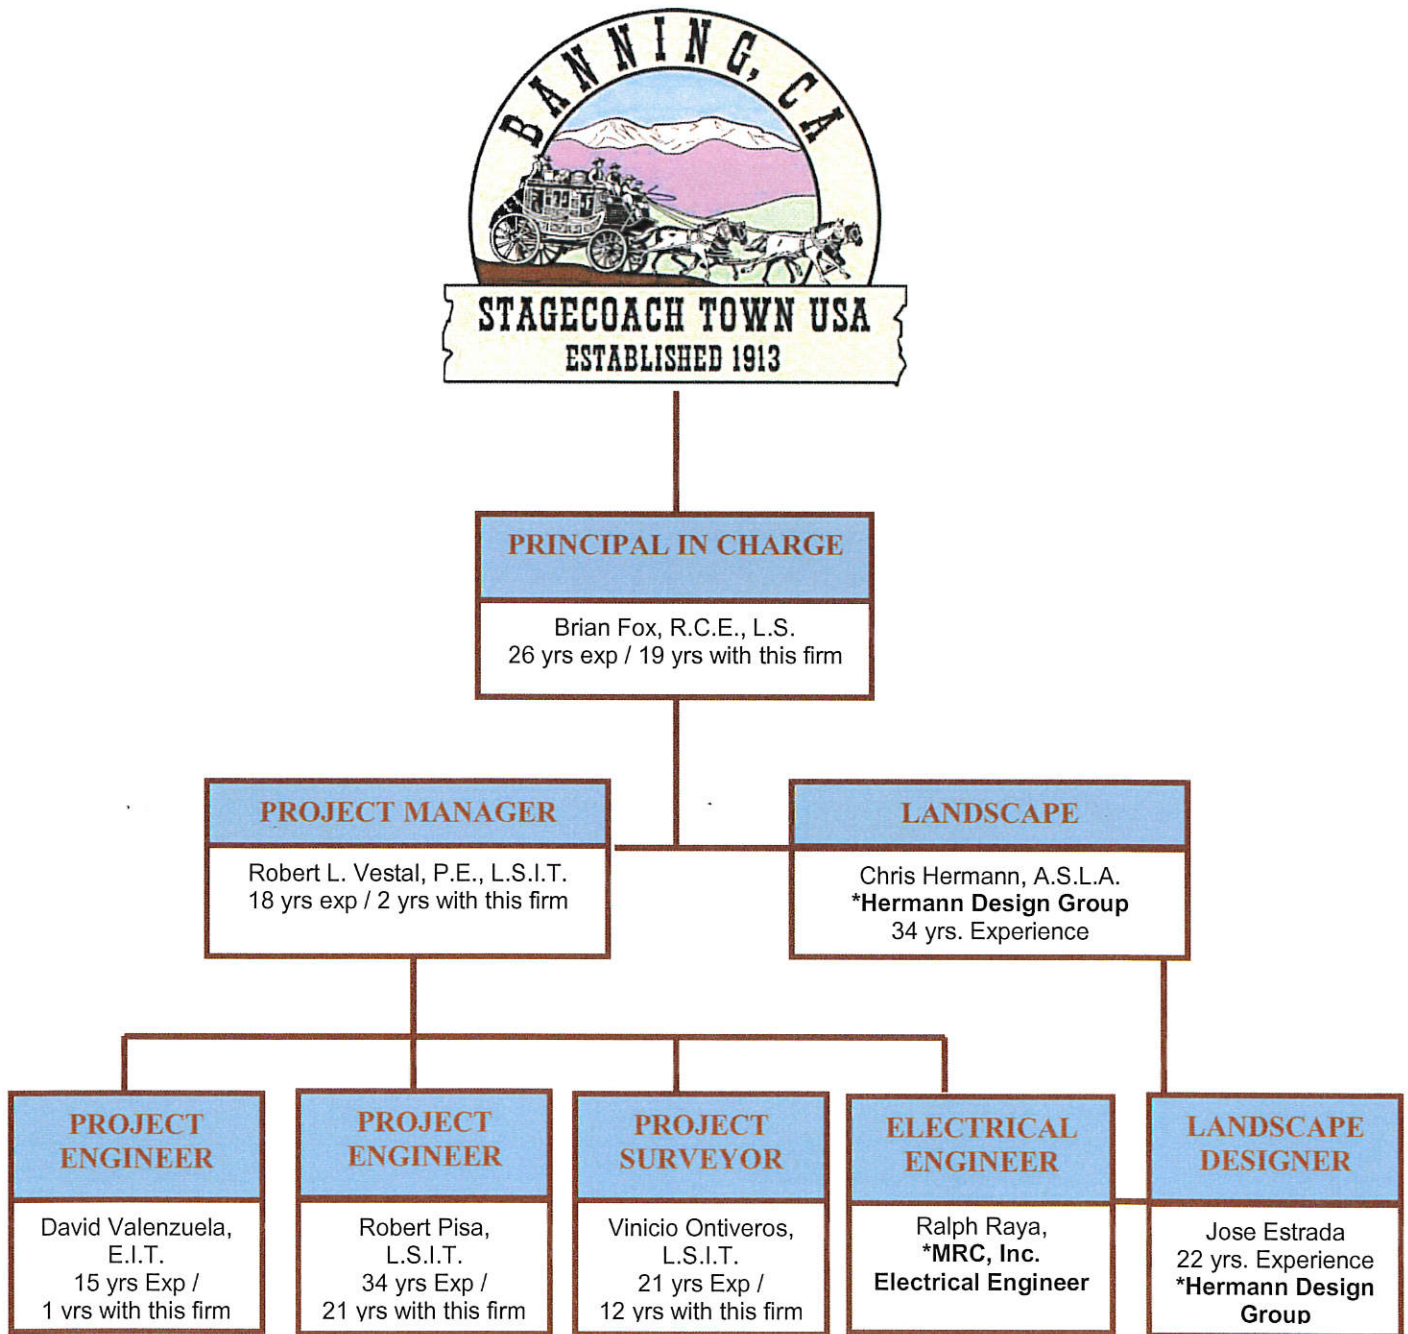 BANNING, CA
STAGECOACH TOWN USA
ESTABLISHED 1913
PRINCIPAL IN CHARGE
Brian Fox, R.C.E., L.S.
26 yrs exp / 19 yrs with this firm
PROJECT MANAGER
Robert L. Vestal, P.E., L.S.I.T.
18 yrs exp / 2 yrs with this firm
LANDSCAPE
Chris Hermann, A.S.L.A.
*Hermann Design Group
34 yrs. Experience
PROJECT
ENGINEER
David Valenzuela,
E.I.T.
15 yrs Exp /
1 yrs with this firm
PROJECT
ENGINEER
Robert Pisa,
L.S.I.T.
34 yrs Exp /
21 yrs with this firm
PROJECT
SURVEYOR
Vinicio Ontiveros,
L.S.I.T.
21 yrs Exp /
12 yrs with this firm
ELECTRICAL
ENGINEER
Ralph Raya,
*MRC, Inc.
Electrical Engineer
LANDSCAPE
DESIGNER
Jose Estrada
22 yrs. Experience
*Hermann Design
Group